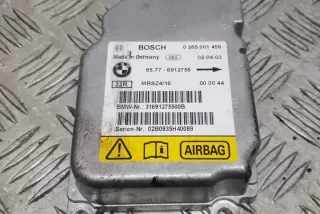 BOSCH 0 285 001 458
Made in Germany 02-04-03
65.77-6912755
32R MRSZ4/16 00 00 44
BMW-Nr.: 31691275500B
Serien-Nr.: 02B0935H40089
AIRBAG